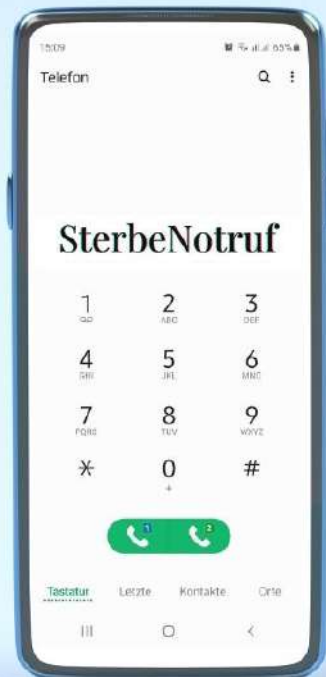 15:09 65%
Telefon
SterbeNotruf
1 2 3
ABC DEF
4 5 6
GHI JKL MNO
7 8 9
PQRS TUV WXYZ
* 0 #
+
1 2
Tastatur Letzte Kontakte Orte